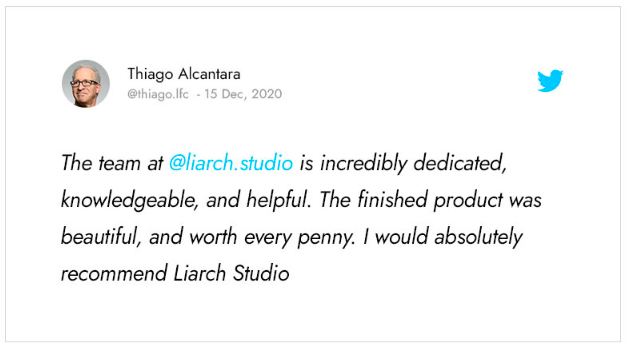 Thiago Alcantara
@thiago.lfc - 15 Dec, 2020
The team at @liarch.studio is incredibly dedicated,
knowledgeable, and helpful. The finished product was
beautiful, and worth every penny. I would absolutely
recommend Liarch Studio